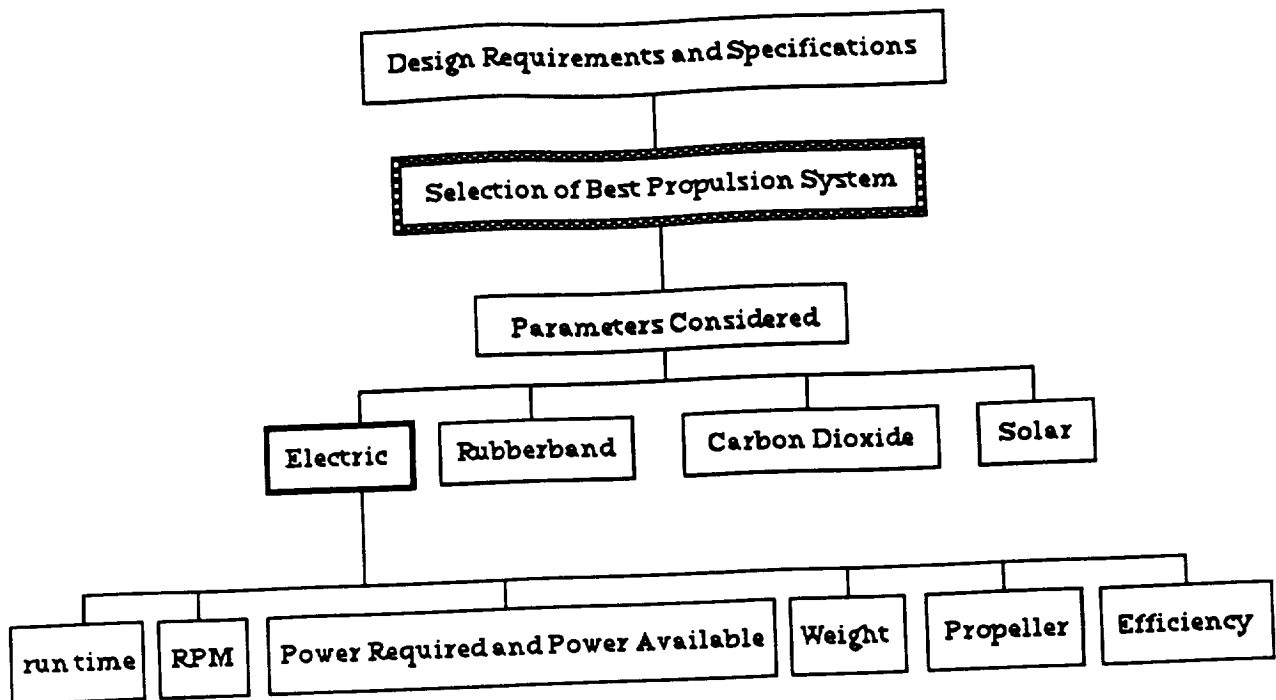 Design Requirements and Specifications
Selection of Best Propulsion System
Parameters Considered
Electric
Rubberband
Carbon Dioxide
Solar
run time
RPM
Power Required and Power Available
Weight
Propeller
Efficiency